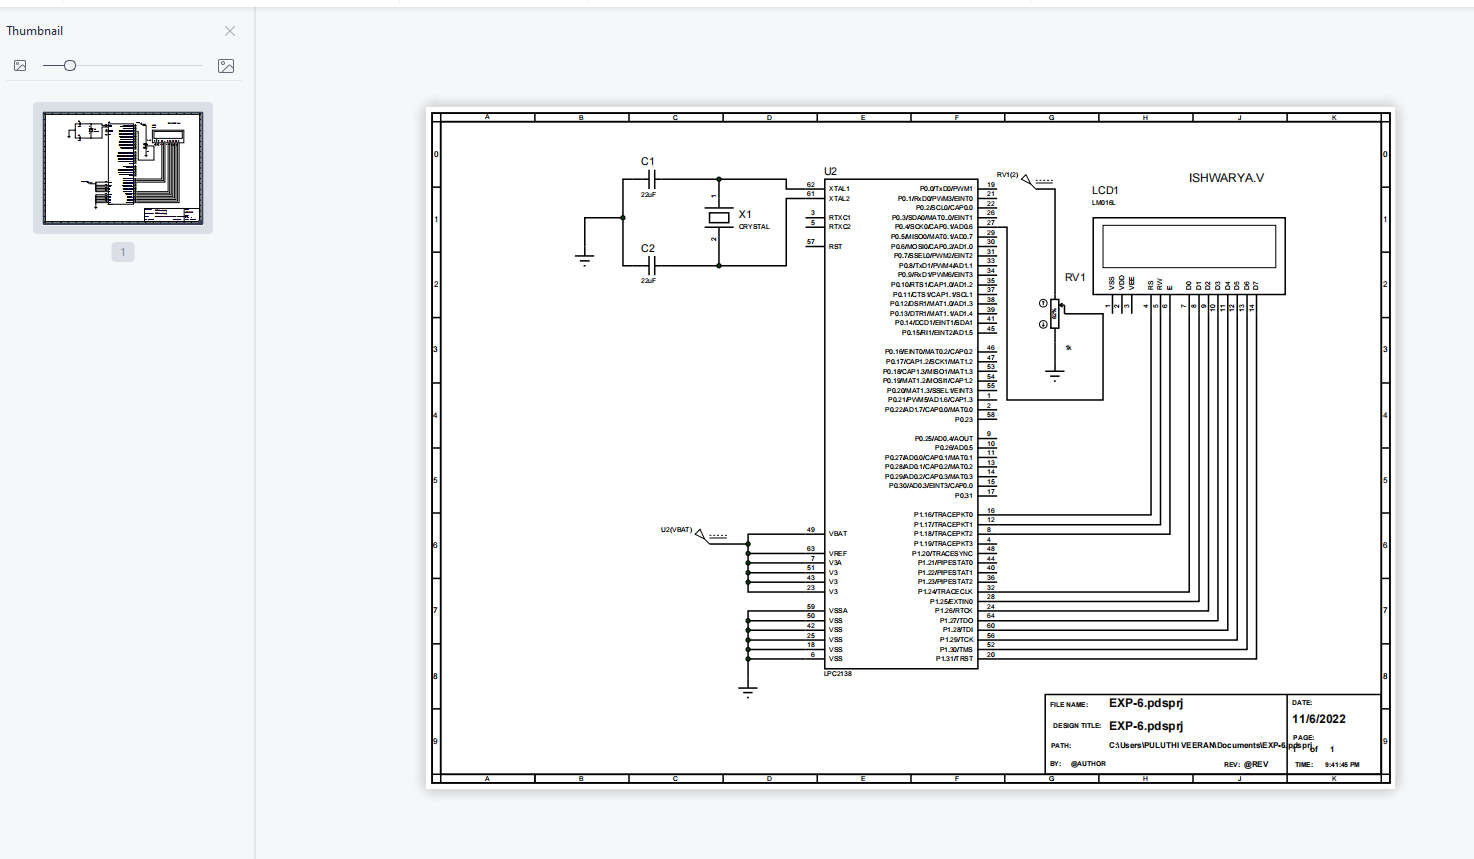 Thumbnail
1
A B C D E F G H J K
0 0
1 1
2 2
3 3
4 4
5 5
6 6
7 7
8 8
9 9
C1
22uF
C2
22uF
X1
CRYSTAL
1
2
U2
62 XTAL1
61 XTAL2
3 RTXC1
5 RTXC2
57 RST
U2(VBAT)
49 VBAT
63 VREF
7 V3A
51 V3
43 V3
23 V3
59 VSSA
50 VSS
42 VSS
25 VSS
18 VSS
6 VSS
P0.0/TxD0/PWM1 19
P0.1/RxD0/PWM3/EINT0 21
P0.2/SCL0/CAP0.0 22
P0.3/SDA0/MAT0.0/EINT1 26
P0.4/SCK0/CAP0.1/AD0.6 27
P0.5/MISO0/MAT0.1/AD0.7 29
P0.6/MOSI0/CAP0.2/AD1.0 30
P0.7/SSEL0/PWM2/EINT2 31
P0.8/TxD1/PWM4/AD1.1 33
P0.9/RxD1/PWM6/EINT3 34
P0.10/RTS1/CAP1.0/AD1.2 35
P0.11/CTS1/CAP1.1/SCL1 37
P0.12/DSR1/MAT1.0/AD1.3 38
P0.13/DTR1/MAT1.1/AD1.4 39
P0.14/DCD1/EINT1/SDA1 41
P0.15/RI1/EINT2/AD1.5 45
P0.16/EINT0/MAT0.2/CAP0.2 46
P0.17/CAP1.2/SCK1/MAT1.2 47
P0.18/CAP1.3/MISO1/MAT1.3 53
P0.19/MAT1.2/MOSI1/CAP1.2 54
P0.20/MAT1.3/SSEL1/EINT3 55
P0.21/PWM5/AD1.6/CAP1.3 1
P0.22/AD1.7/CAP0.0/MAT0.0 2
P0.23 58
P0.25/AD0.4/AOUT 9
P0.26/AD0.5 10
P0.27/AD0.0/CAP0.1/MAT0.1 11
P0.28/AD0.1/CAP0.2/MAT0.2 13
P0.29/AD0.2/CAP0.3/MAT0.3 14
P0.30/AD0.3/EINT3/CAP0.0 15
P0.31 17
P1.16/TRACEPKT0 16
P1.17/TRACEPKT1 12
P1.18/TRACEPKT2 8
P1.19/TRACEPKT3 4
P1.20/TRACESYNC 48
P1.21/PIPESTAT0 44
P1.22/PIPESTAT1 40
P1.23/PIPESTAT2 36
P1.24/TRACECLK 32
P1.25/EXTIN0 28
P1.26/RTCK 24
P1.27/TDO 64
P1.28/TDI 60
P1.29/TCK 56
P1.30/TMS 52
P1.31/TRST 20
LPC2138
RV1(2)
RV1
1k
ISHWARYA.V
LCD1
LM016L
VSS VDD VEE RS RW E D0 D1 D2 D3 D4 D5 D6 D7
1 2 3 4 5 6 7 8 9 10 11 12 13 14
FILE NAME: EXP-6.pdsprj
DESIGN TITLE: EXP-6.pdsprj
PATH: C:\Users\PULUTHI VEERAN\Documents\EXP-6.pdsprj
BY: @AUTHOR REV: @REV
DATE:
11/6/2022
PAGE:
1 of 1
TIME: 9:41:45 PM
A B C D E F G H J K